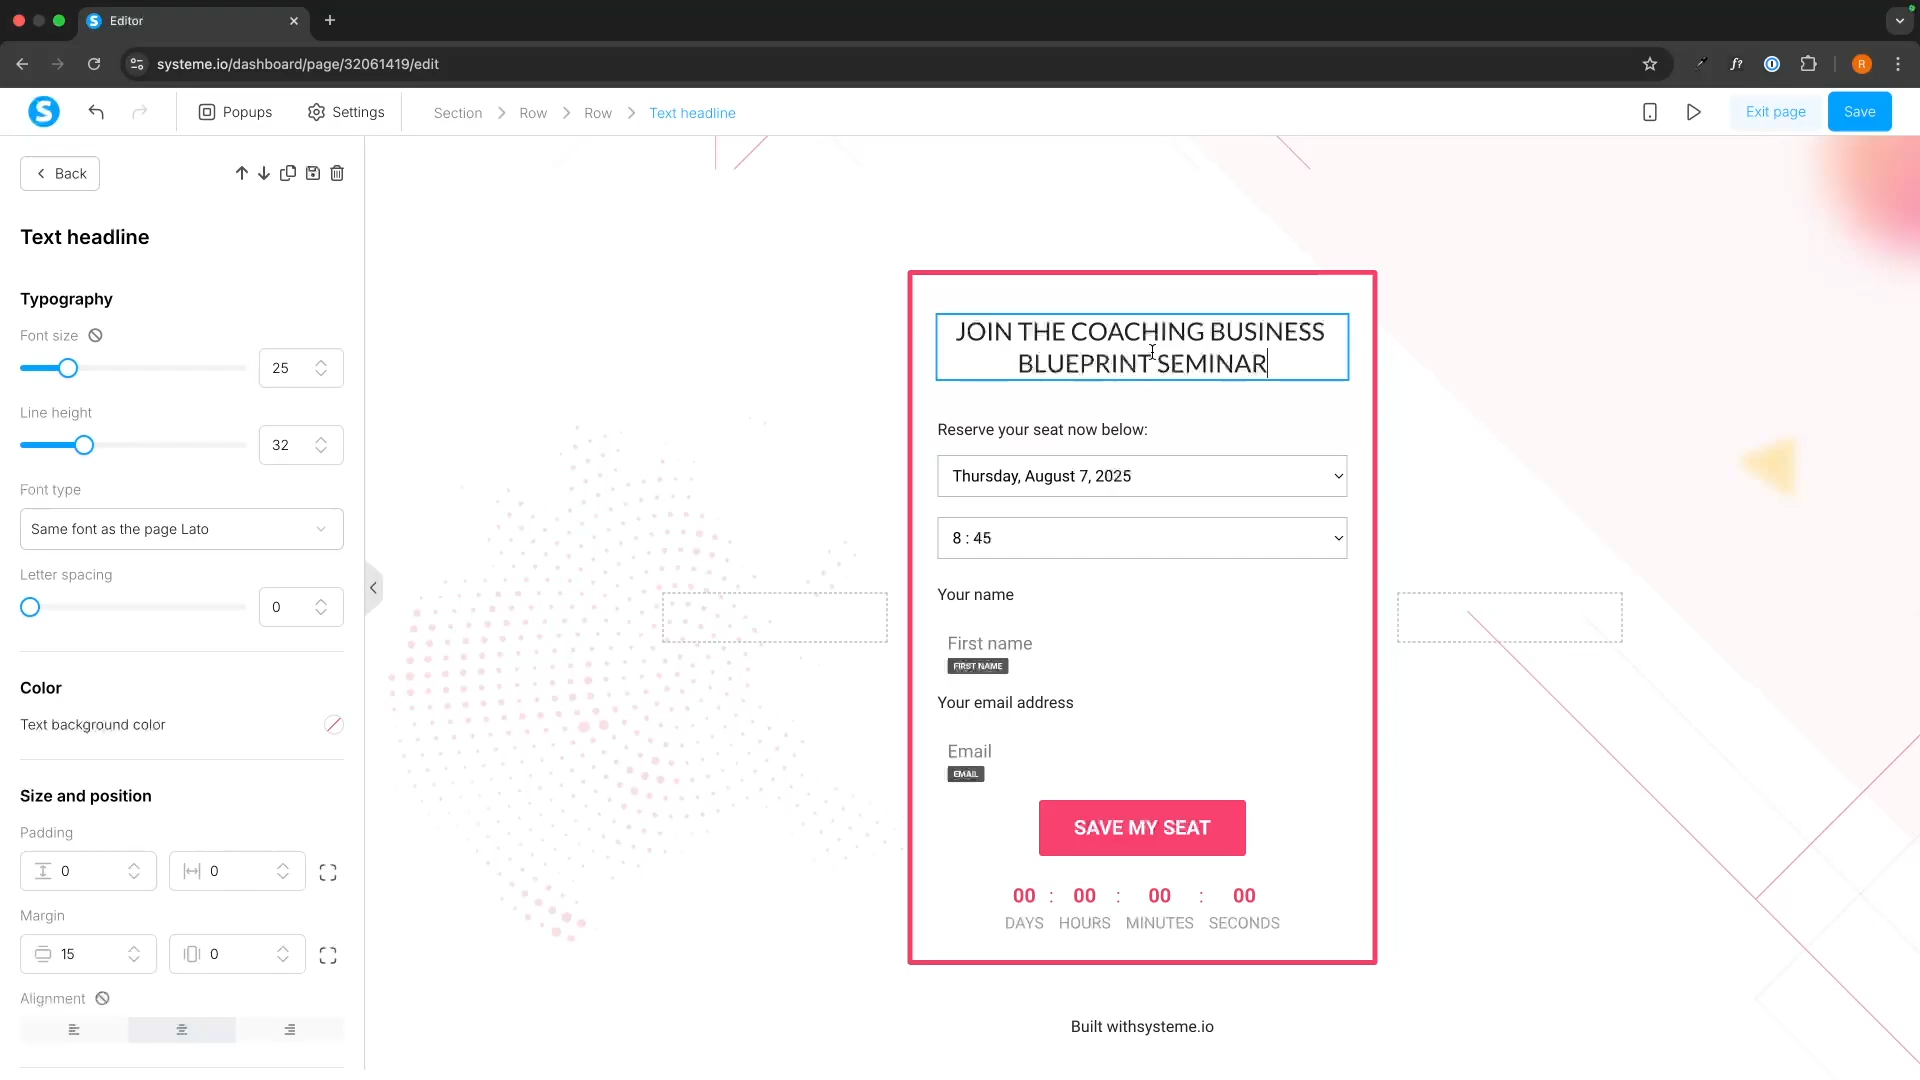 Editor
systeme.io/dashboard/page/32061419/edit
f?
R
S
Popups
Settings
Section
Row
Row
Text headline
Exit page
Save
Back
Text headline
Typography
Font size
25
Line height
32
Font type
Same font as the page Lato
Letter spacing
0
Color
Text background color
Size and position
Padding
0
0
Margin
15
0
Alignment
JOIN THE COACHING BUSINESS
BLUEPRINT SEMINAR
Reserve your seat now below:
Thursday, August 7, 2025
8 : 45
Your name
First name
FIRST NAME
Your email address
Email
EMAIL
SAVE MY SEAT
00 : 00 : 00 : 00
DAYS HOURS MINUTES SECONDS
Built withsysteme.io